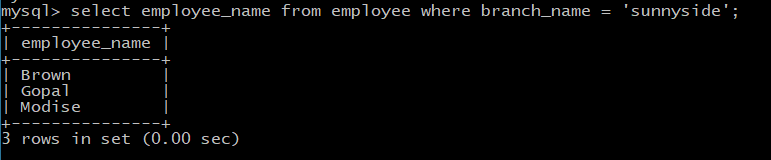 mysql> select employee_name from employee where branch_name = 'sunnyside';
+---------------+
| employee_name |
+---------------+
| Brown         |
| Gopal         |
| Modise        |
+---------------+
3 rows in set (0.00 sec)